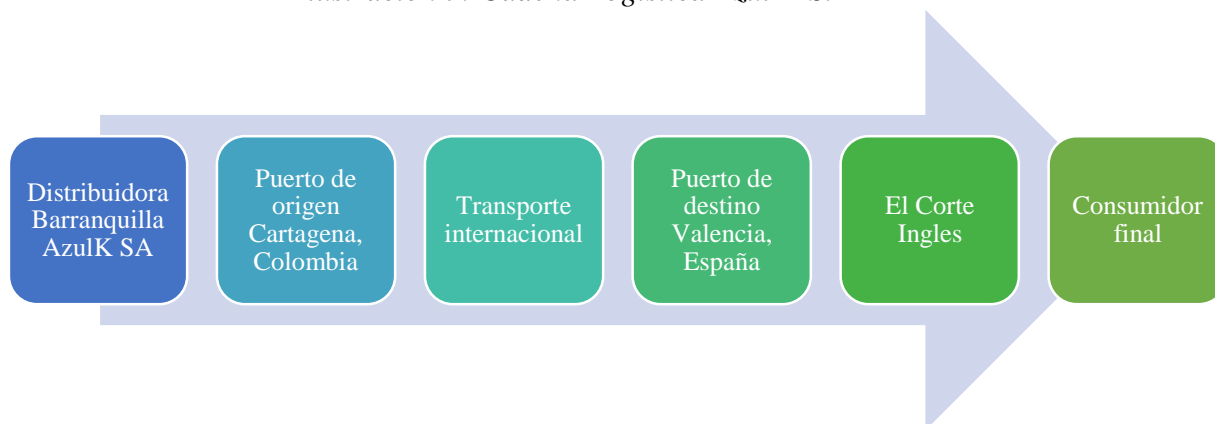 Distribuidora
Barranquilla
AzulK SA
Puerto de
origen
Cartagena,
Colombia
Transporte
internacional
Puerto de
destino
Valencia,
España
El Corte
Ingles
Consumidor
final